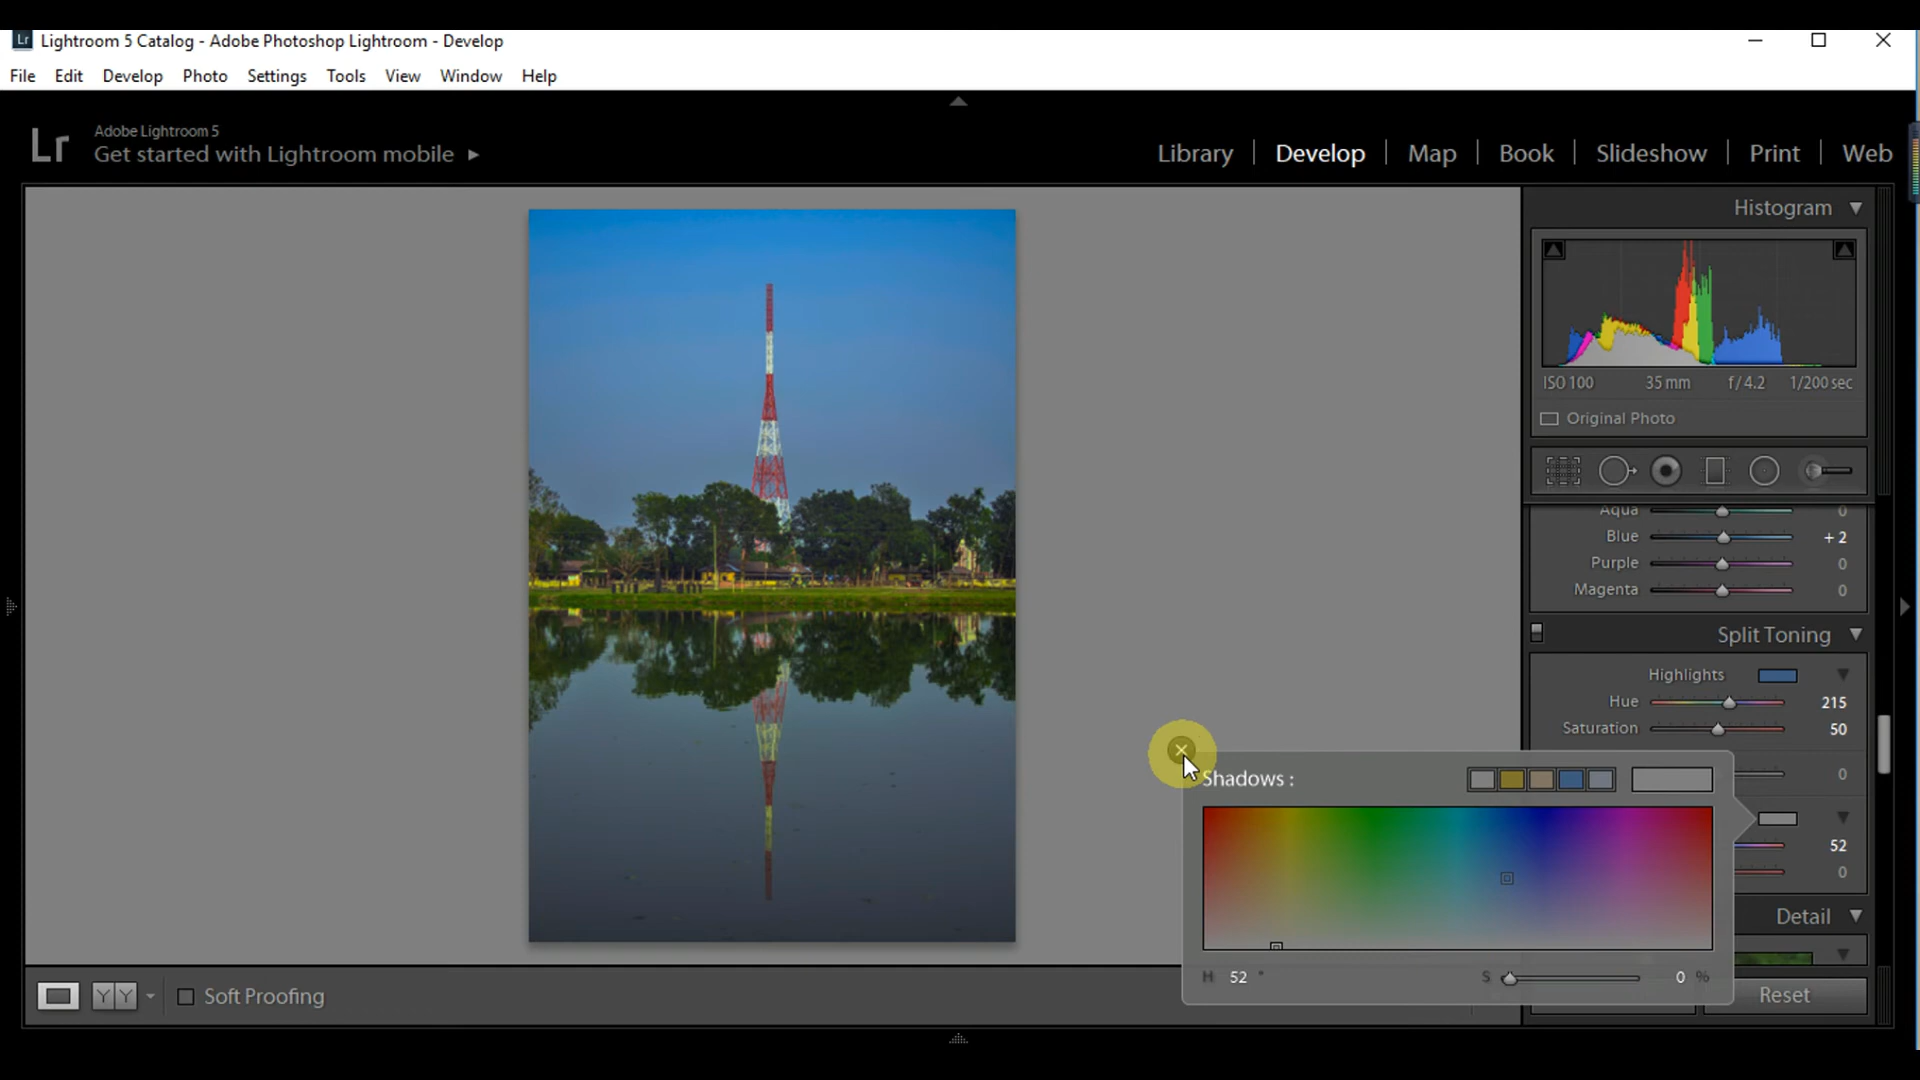 Lr Lightroom 5 Catalog - Adobe Photoshop Lightroom - Develop
File Edit Develop Photo Settings Tools View Window Help
Lr Adobe Lightroom 5
Get started with Lightroom mobile
Library Develop Map Book Slideshow Print Web
Histogram
ISO 100 35 mm f / 4.2 1/200 sec
Original Photo
Aqua 0
Blue + 2
Purple 0
Magenta 0
Split Toning
Highlights
Hue 215
Saturation 50
0
Shadows :
52
0
Detail
H 52 ° S 0 %
YY Soft Proofing
Reset